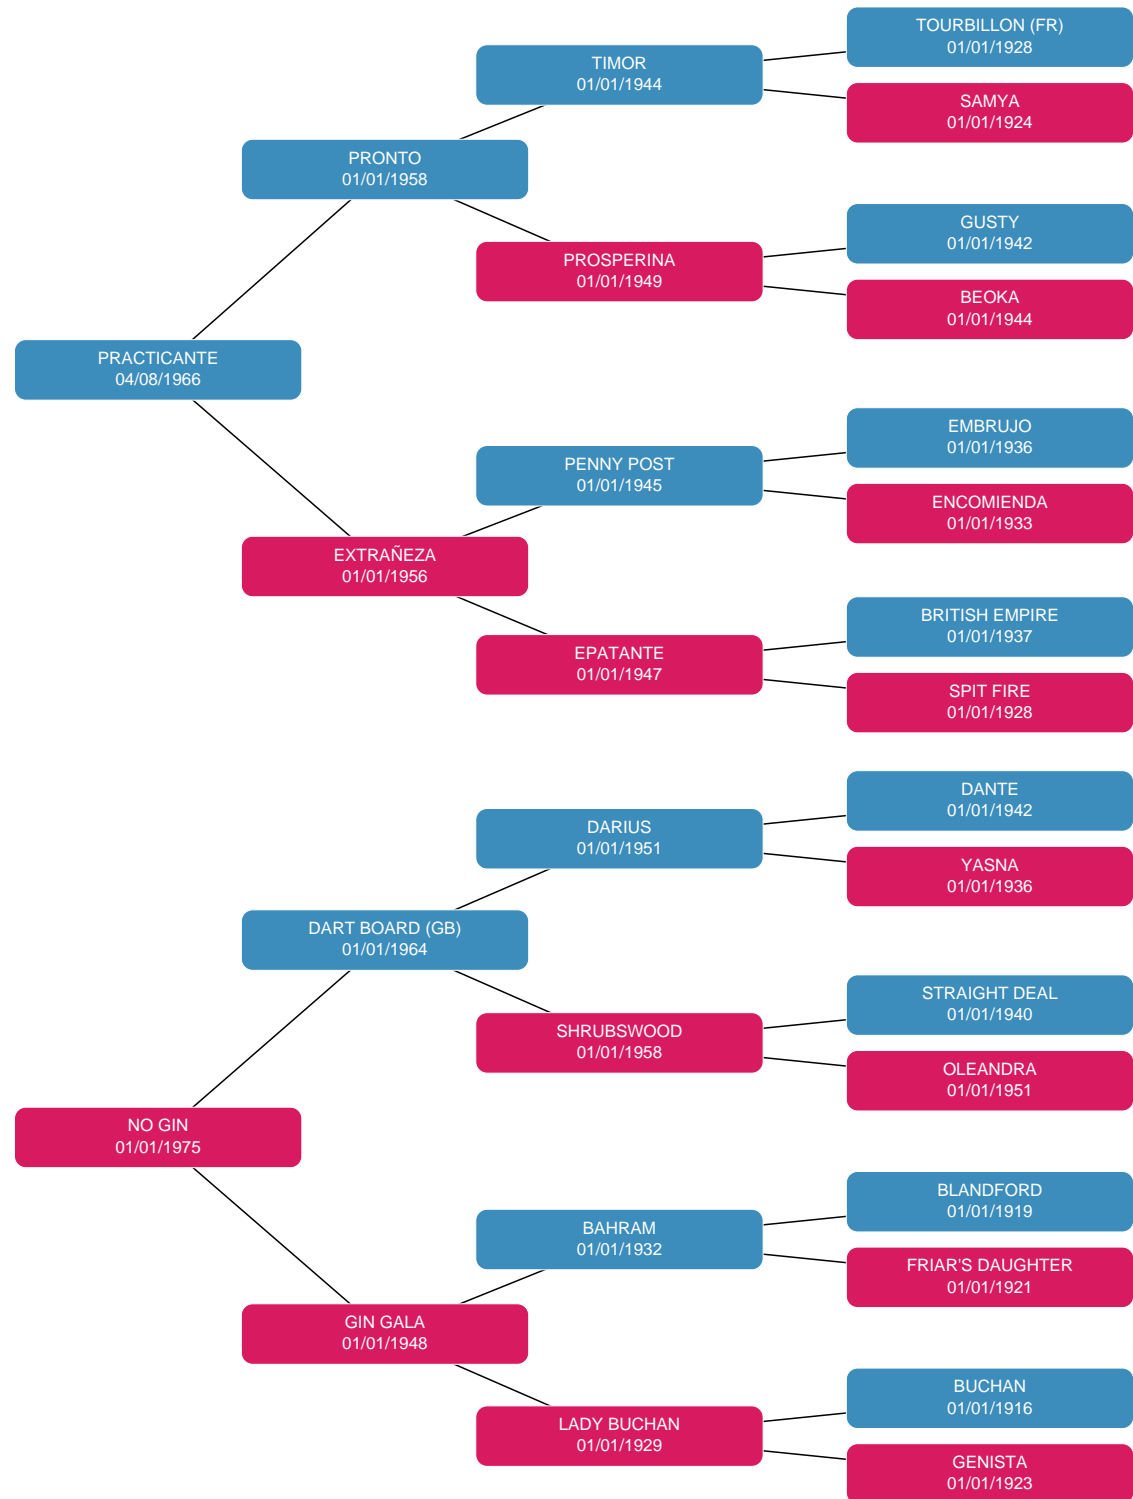 TOURBILLON (FR)
01/01/1928
TIMOR
01/01/1944
SAMYA
01/01/1924
PRONTO
01/01/1958
GUSTY
01/01/1942
PROSPERINA
01/01/1949
BEOKA
01/01/1944
PRACTICANTE
04/08/1966
EMBRUJO
01/01/1936
PENNY POST
01/01/1945
ENCOMIENDA
01/01/1933
EXTRAÑEZA
01/01/1956
BRITISH EMPIRE
01/01/1937
EPATANTE
01/01/1947
SPIT FIRE
01/01/1928
DANTE
01/01/1942
DARIUS
01/01/1951
YASNA
01/01/1936
DART BOARD (GB)
01/01/1964
STRAIGHT DEAL
01/01/1940
SHRUBSWOOD
01/01/1958
OLEANDRA
01/01/1951
NO GIN
01/01/1975
BLANDFORD
01/01/1919
BAHRAM
01/01/1932
FRIAR'S DAUGHTER
01/01/1921
GIN GALA
01/01/1948
BUCHAN
01/01/1916
LADY BUCHAN
01/01/1929
GENISTA
01/01/1923